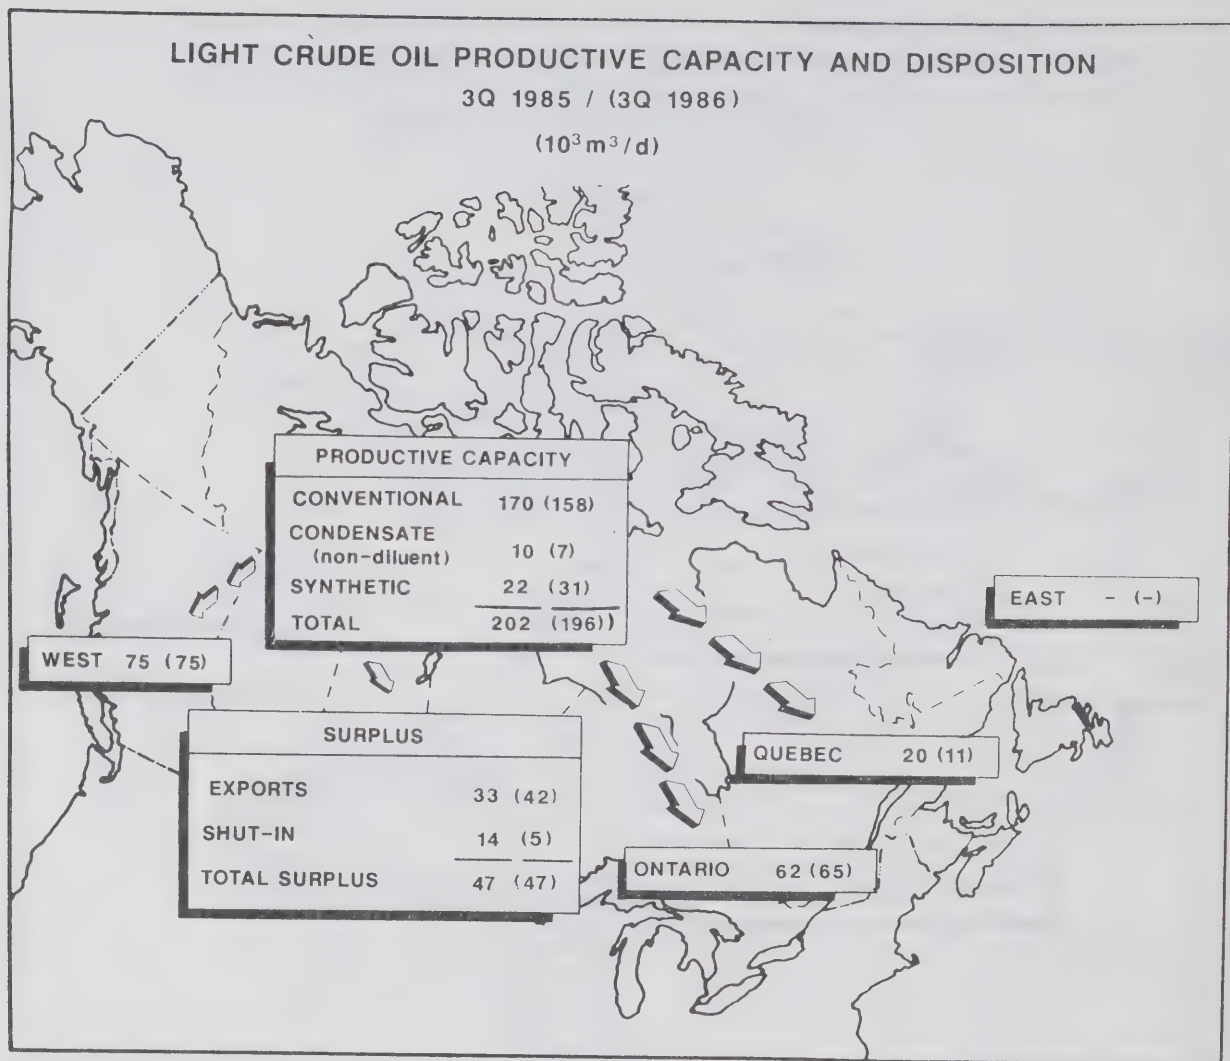 LIGHT CRUDE OIL PRODUCTIVE CAPACITY AND DISPOSITION
3Q 1985 / (3Q 1986)
(10³m³/d)
PRODUCTIVE CAPACITY
CONVENTIONAL 170 (158)
CONDENSATE
(non-diluent) 10 (7)
SYNTHETIC 22 (31)
TOTAL 202 (196))
EAST - (-)
WEST 75 (75)
SURPLUS
EXPORTS 33 (42)
SHUT-IN 14 (5)
TOTAL SURPLUS 47 (47)
QUEBEC 20 (11)
ONTARIO 62 (65)